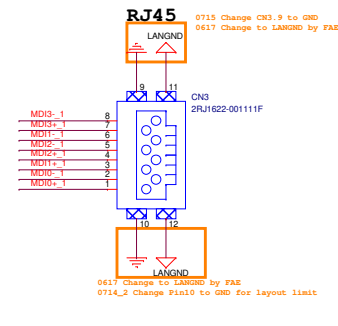 RJ45
0715 Change CN3.9 to GND
0617 Change to LANGND by FAE
LANGND
9
11
CN3
2RJ1622-001111F
MDI3-_1 8
MDI3+_1 7
MDI1-_1 6
MDI2-_1 5
MDI2+_1 4
MDI1+_1 3
MDI0-_1 2
MDI0+_1 1
10
12
LANGND
0617 Change to LANGND by FAE
0714_2 Change Pin10 to GND for layout limit